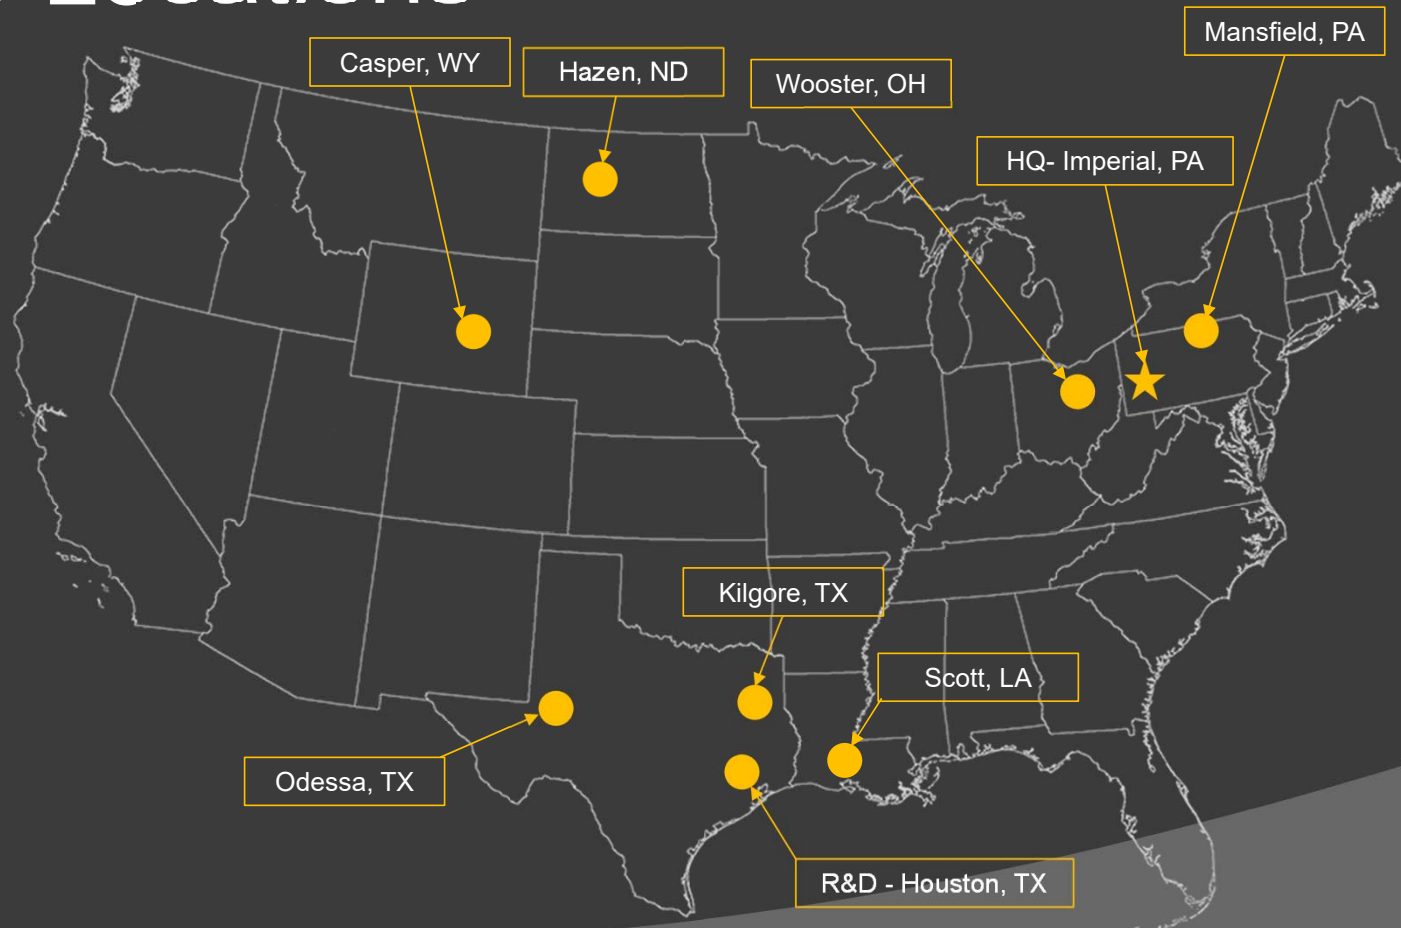 Locations
Mansfield, PA
Casper, WY
Hazen, ND
Wooster, OH
HQ- Imperial, PA
Kilgore, TX
Scott, LA
Odessa, TX
R&D - Houston, TX